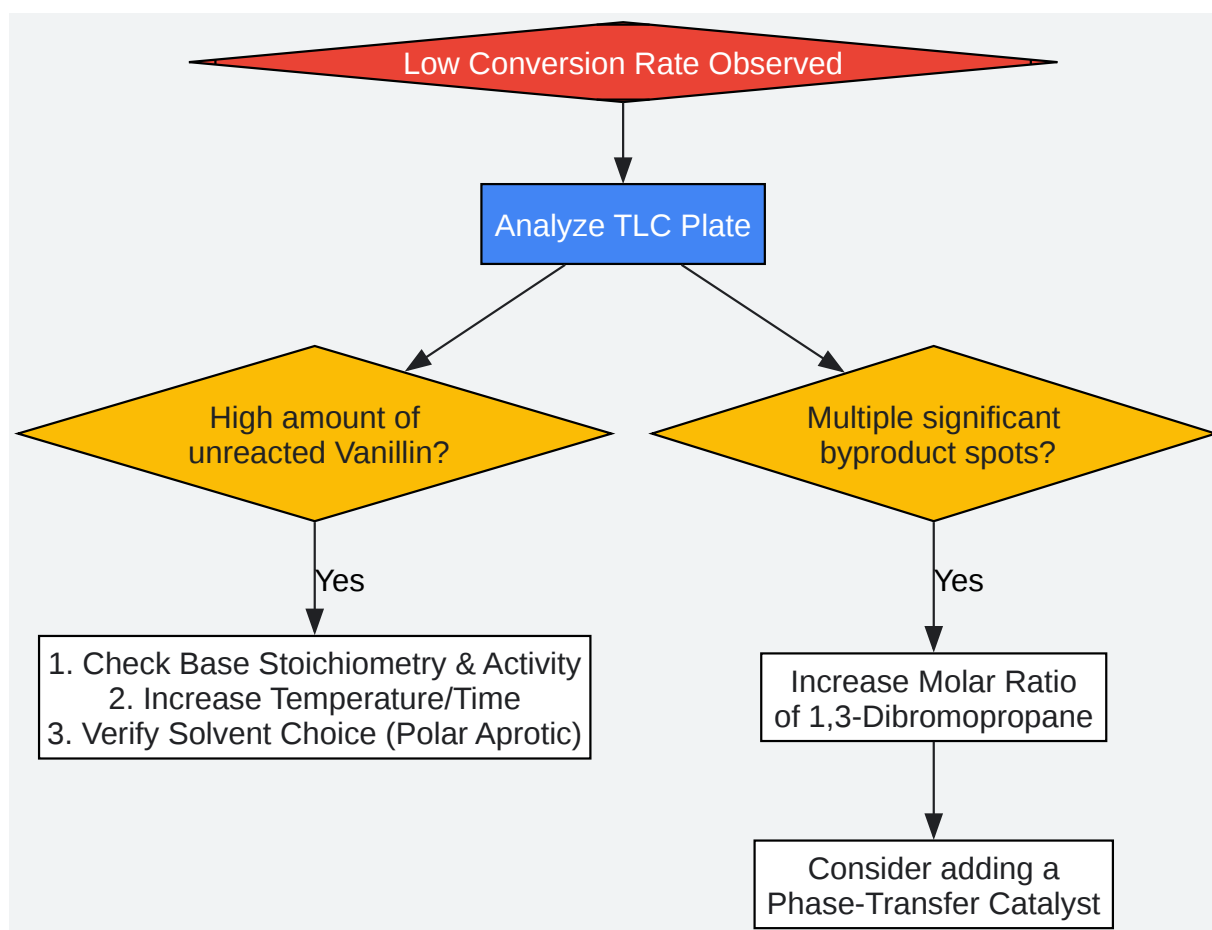 Low Conversion Rate Observed
Analyze TLC Plate
High amount of
unreacted Vanillin?
Multiple significant
byproduct spots?
Yes
Yes
1. Check Base Stoichiometry & Activity
2. Increase Temperature/Time
3. Verify Solvent Choice (Polar Aprotic)
Increase Molar Ratio
of 1,3-Dibromopropane
Consider adding a
Phase-Transfer Catalyst